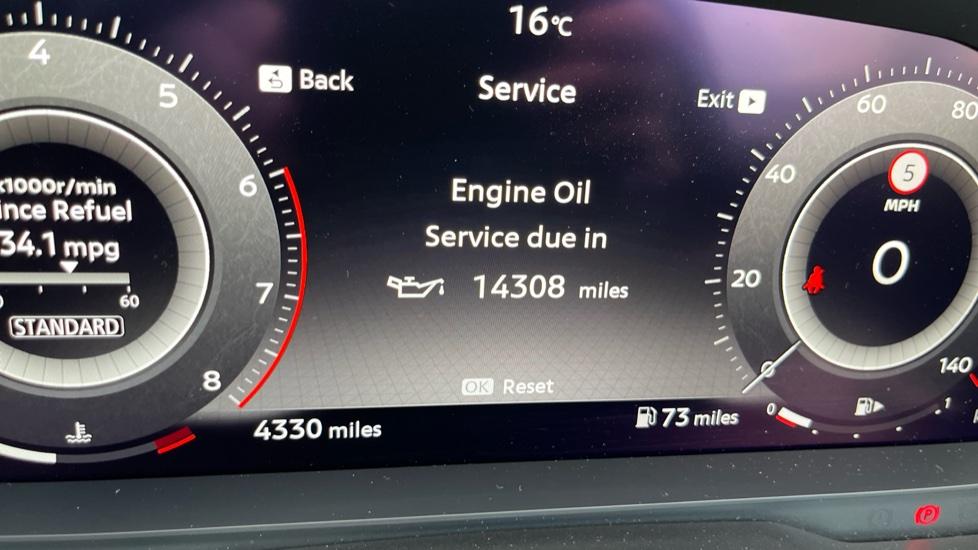 16°C
Back
Service
Exit
4
5
6
7
8
x1000r/min
ince Refuel
34.1 mpg
60
STANDARD
Engine Oil
Service due in
14308 miles
OK Reset
4330 miles
73 miles
0
20
40
60
80
140
5
MPH
0
0
1
P